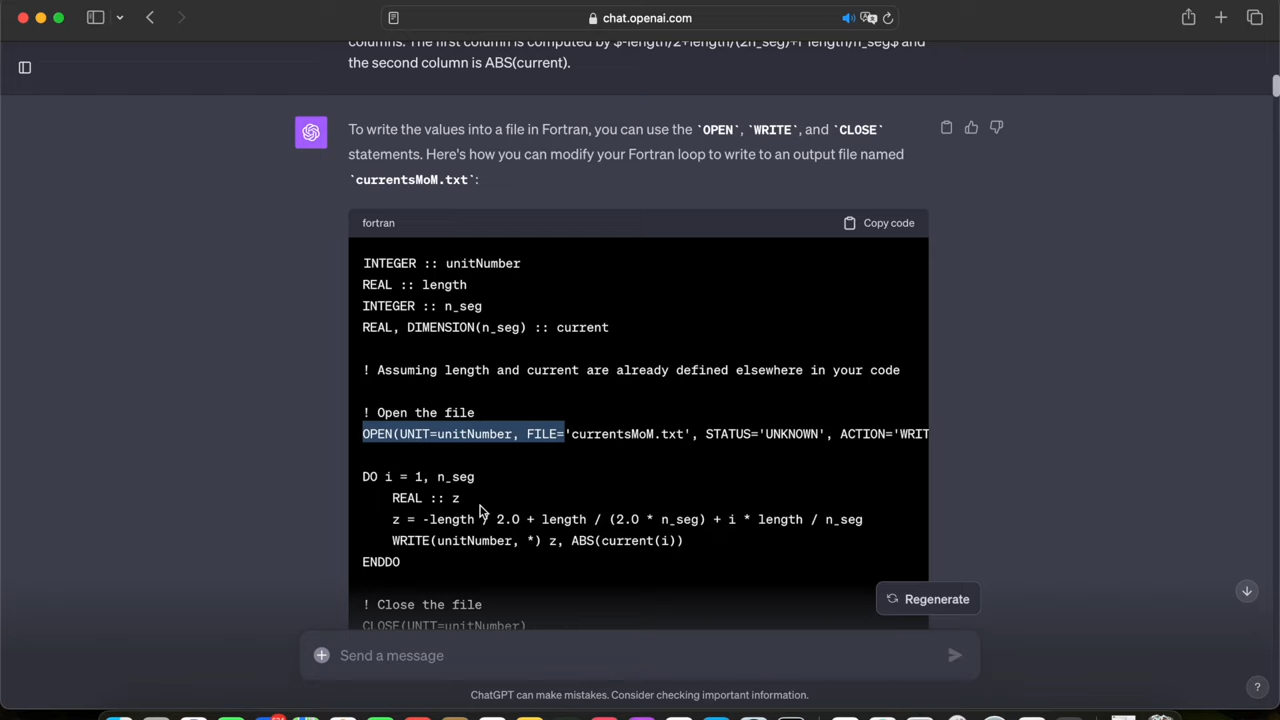 chat.openai.com
columns. The first column is computed by $-length/2+length/(2n_seg)+i*length/n_seg$ and
the second column is ABS(current).
To write the values into a file in Fortran, you can use the `OPEN`, `WRITE`, and `CLOSE`
statements. Here's how you can modify your Fortran loop to write to an output file named
`currentsMoM.txt`:
fortran
Copy code
INTEGER :: unitNumber
REAL :: length
INTEGER :: n_seg
REAL, DIMENSION(n_seg) :: current
! Assuming length and current are already defined elsewhere in your code
! Open the file
OPEN(UNIT=unitNumber, FILE='currentsMoM.txt', STATUS='UNKNOWN', ACTION='WRIT
DO i = 1, n_seg
REAL :: z
z = -length / 2.0 + length / (2.0 * n_seg) + i * length / n_seg
WRITE(unitNumber, *) z, ABS(current(i))
ENDDO
! Close the file
CLOSE(UNIT=unitNumber)
Regenerate
Send a message
ChatGPT can make mistakes. Consider checking important information.
?